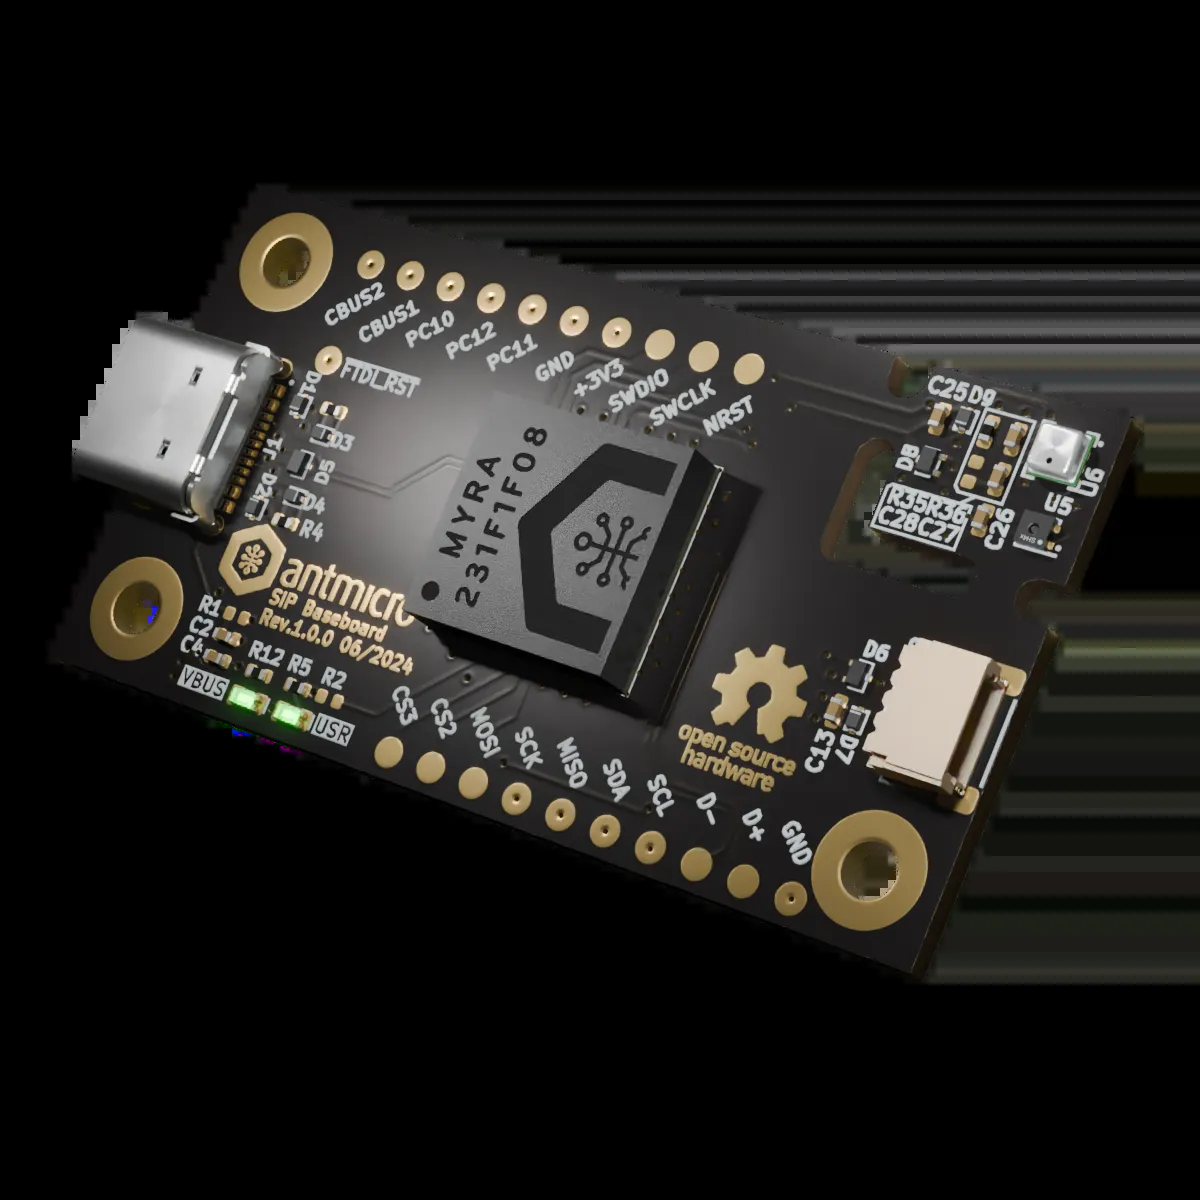 CBUS2
CBUS1
PC10
PC12
PC11
GND
+3V3
SWDIO
SWCLK
NRST
FTDI_RST
D1
D3
J1
D5
D2
D4
R4
MYRA
231F1F08
C25 D9
D8
U6
U5
R35 R36
C28 C27
C26
antmicro
SiP Baseboard
Rev.1.0.0 06/2024
R1
C2
C4
R12 R5 R2
VBUS
USR
CS3
CS2
MOSI
SCK
MISO
SDA
SCL
D-
D+
GND
open source
hardware
D6
D7
C13